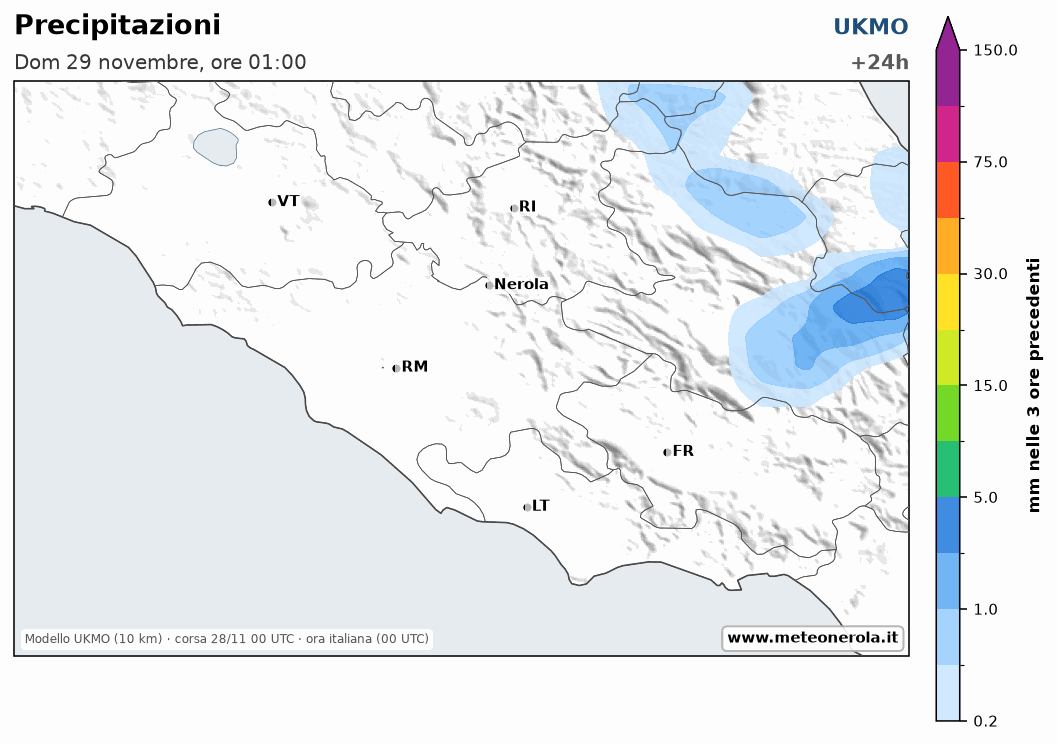 Precipitazioni
UKMO
Dom 29 novembre, ore 01:00
+24h
VT
RI
Nerola
RM
FR
LT
Modello UKMO (10 km) · corsa 28/11 00 UTC · ora italiana (00 UTC)
www.meteonerola.it
150.0
75.0
30.0
15.0
5.0
1.0
0.2
mm nelle 3 ore precedenti